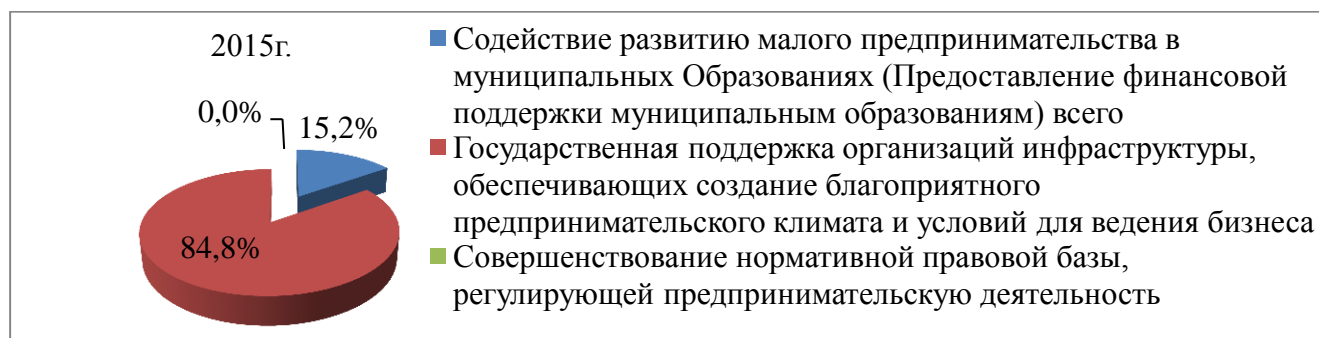 2015г.
0,0%
15,2%
84,8%
Содействие развитию малого предпринимательства в
муниципальных Образованиях (Предоставление финансовой
поддержки муниципальным образованиям) всего
Государственная поддержка организаций инфраструктуры,
обеспечивающих создание благоприятного
предпринимательского климата и условий для ведения бизнеса
Совершенствование нормативной правовой базы,
регулирующей предпринимательскую деятельность